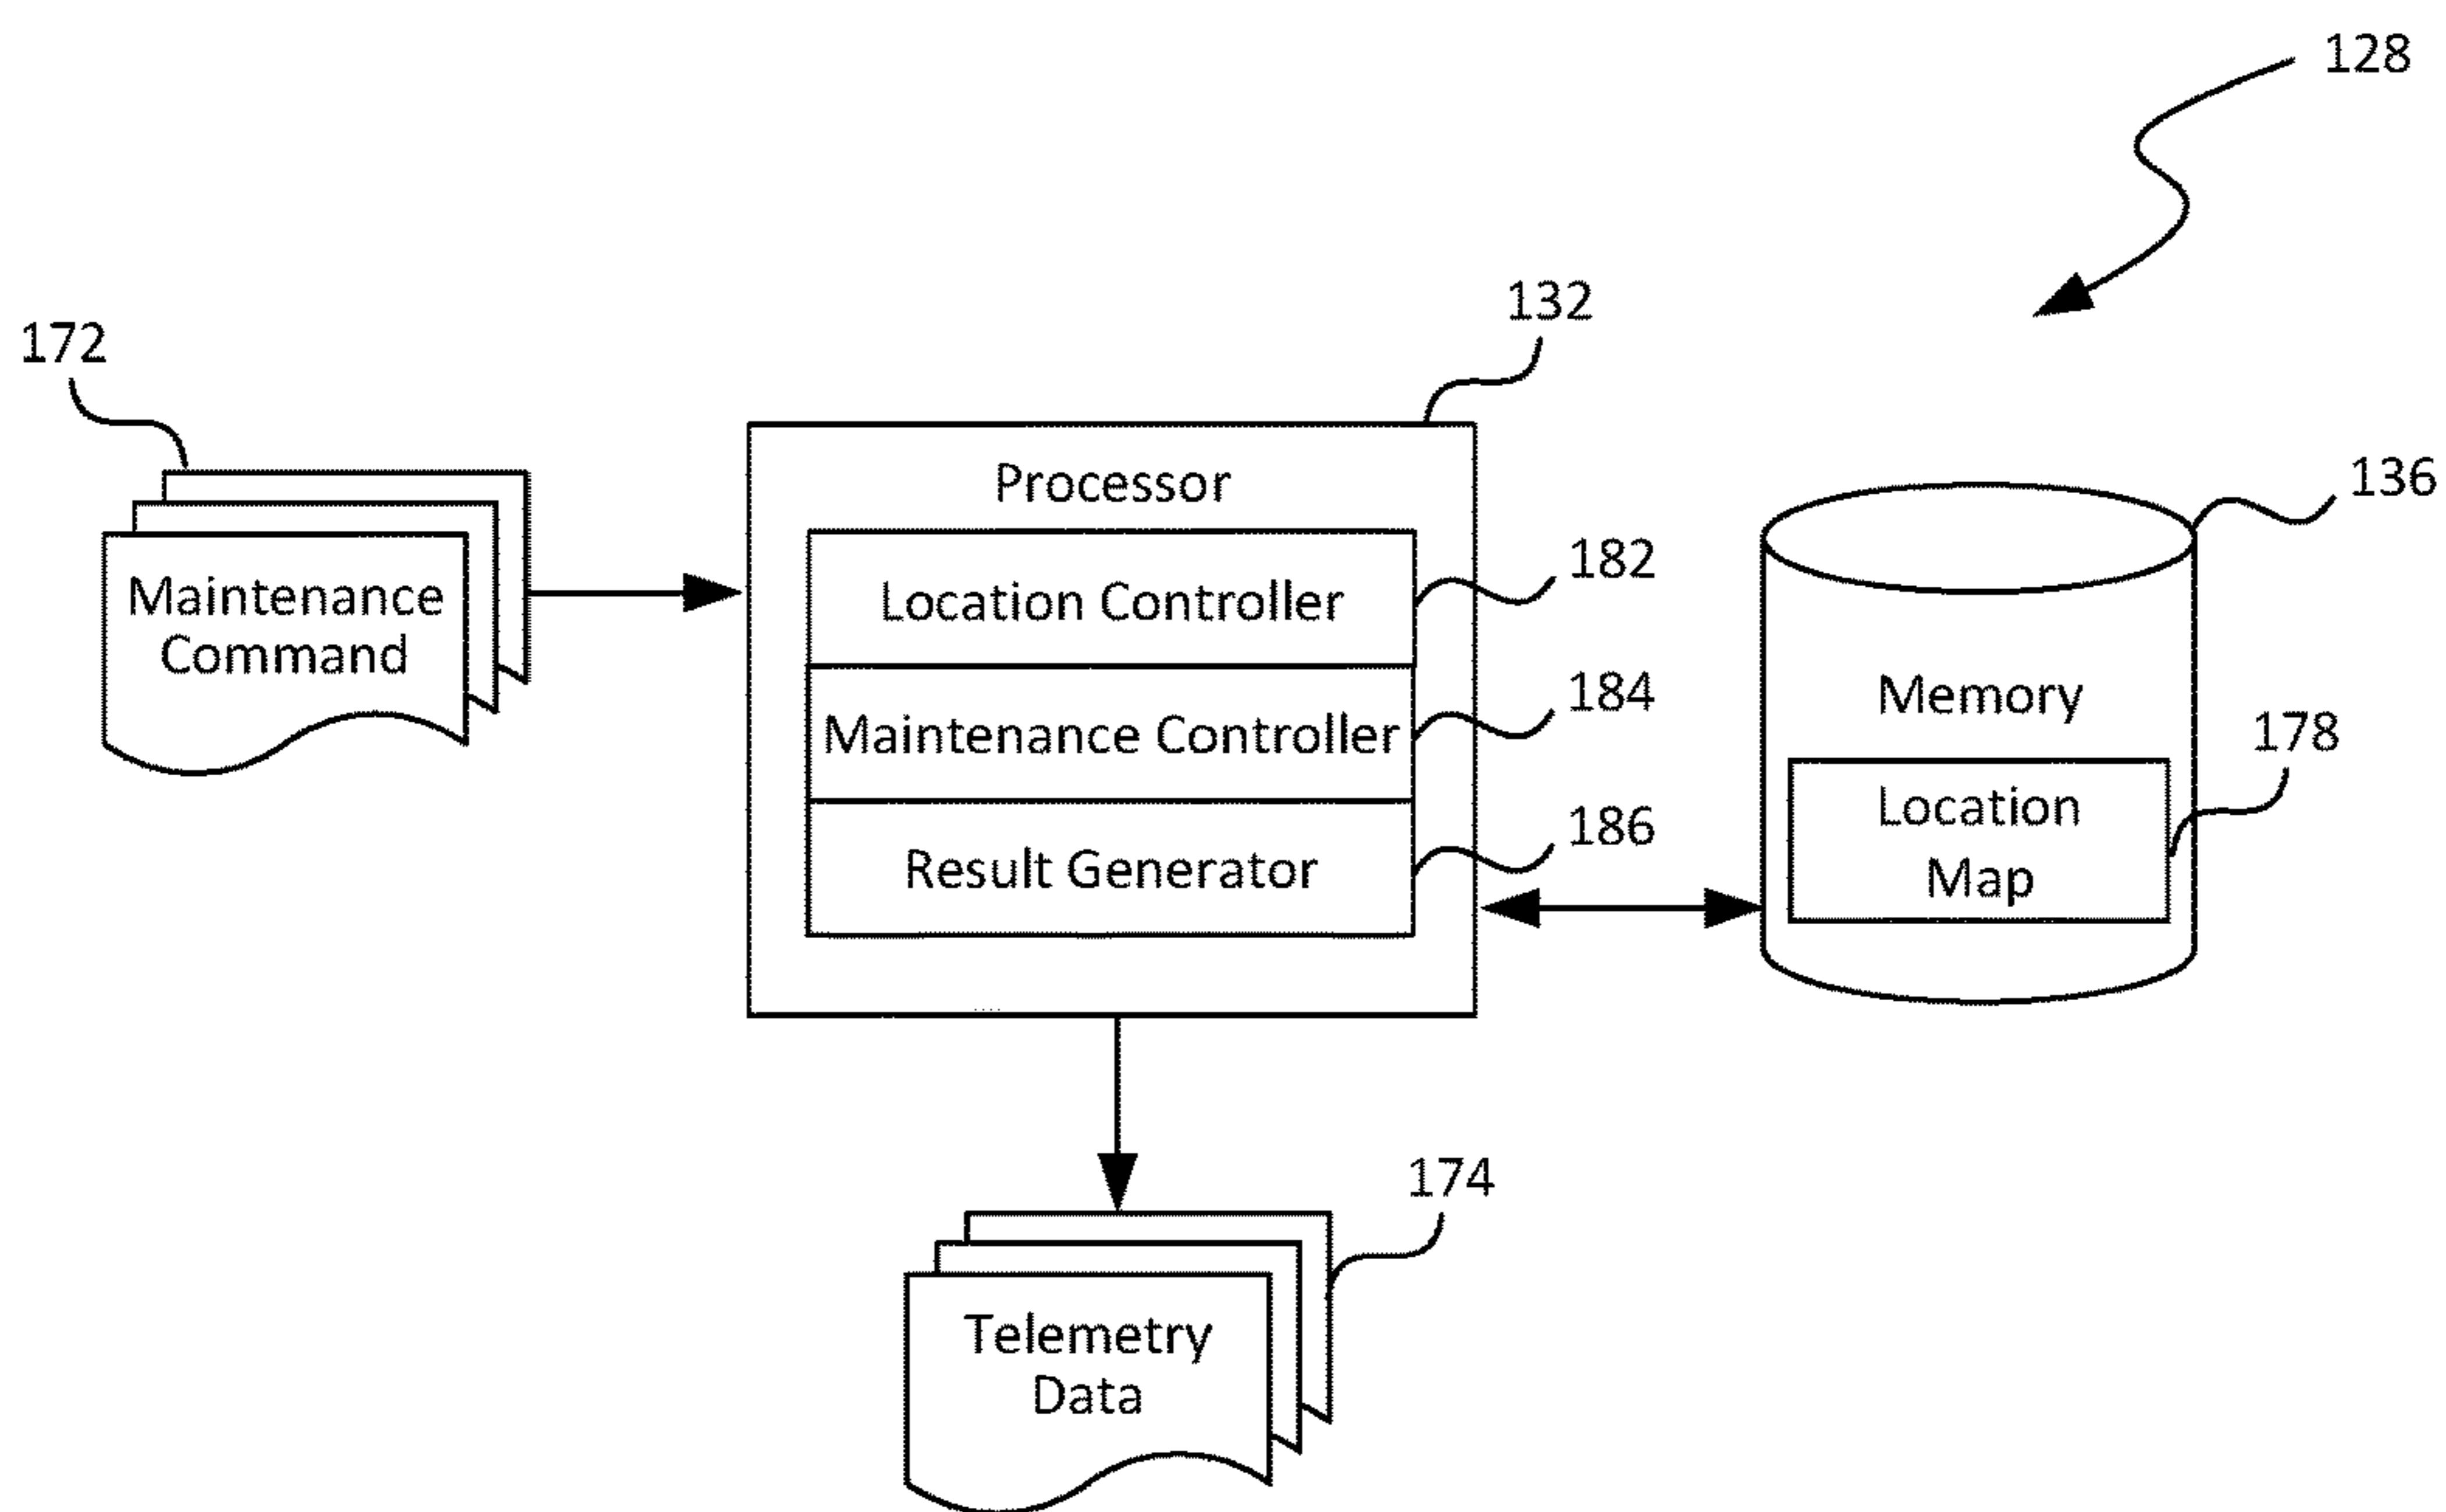 128
132
172
136
Processor
182
Location Controller
Maintenance
Command
184
Memory
Maintenance Controller
178
Location
Map
186
Result Generator
174
Telemetry
Data